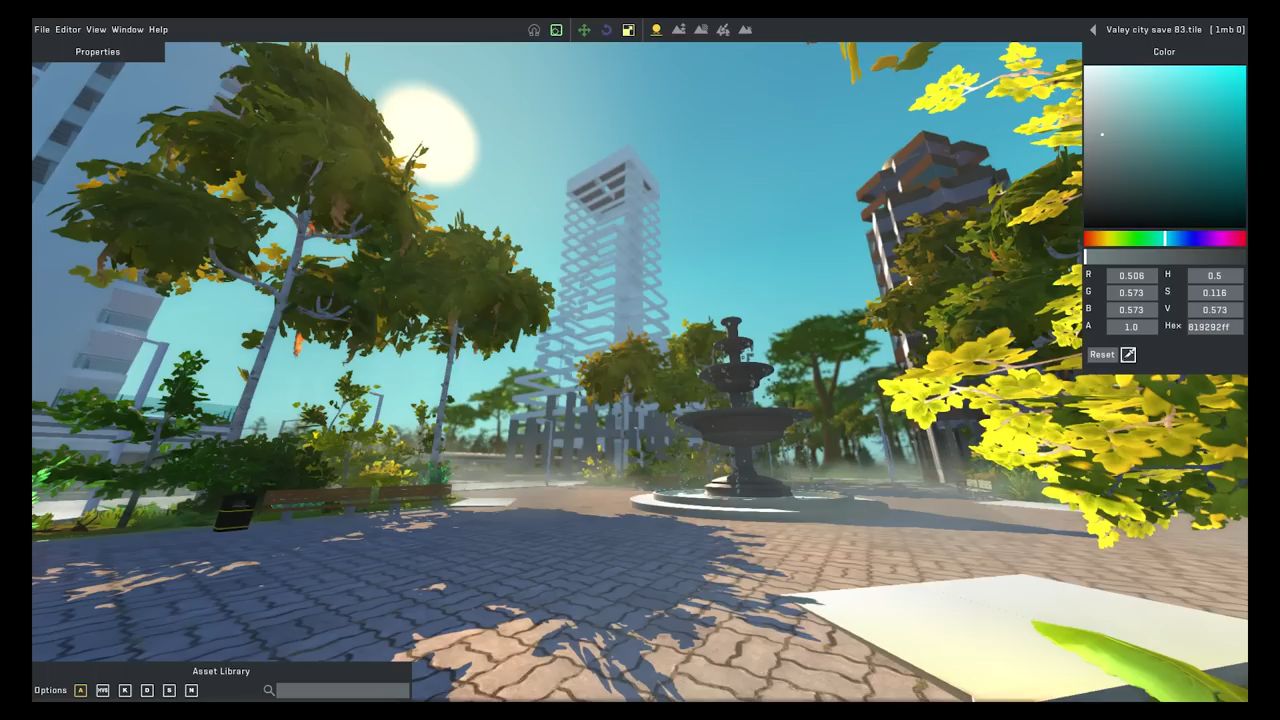 File Editor View Window Help
Valey city save 83.tile [ 1mb 0]
Properties
Color
R 0.506 H 0.5
G 0.573 S 0.116
B 0.573 V 0.573
A 1.0 Hex 819292ff
Reset
Asset Library
Options A HVS K D S N